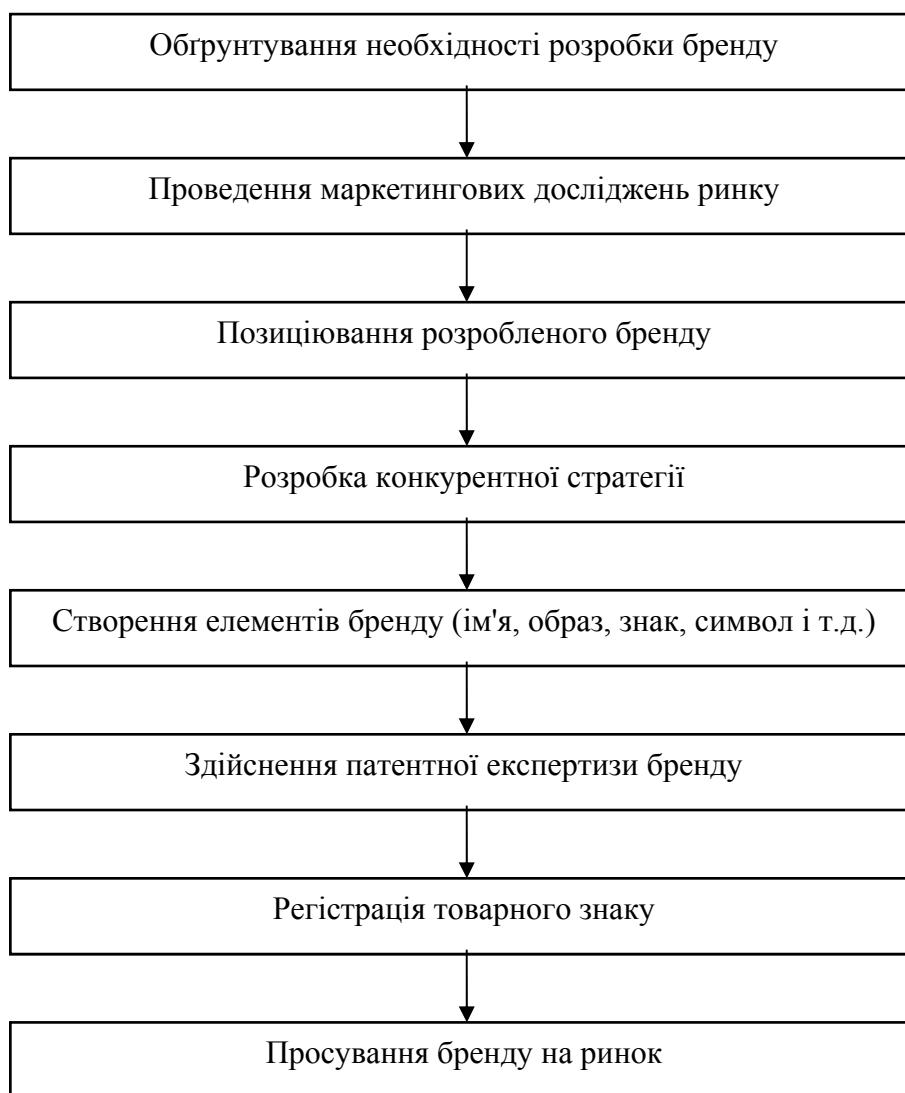 Обґрунтування необхідності розробки бренду
Проведення маркетингових досліджень ринку
Позиціювання розробленого бренду
Розробка конкурентної стратегії
Створення елементів бренду (ім'я, образ, знак, символ і т.д.)
Здійснення патентної експертизи бренду
Регістрація товарного знаку
Просування бренду на ринок